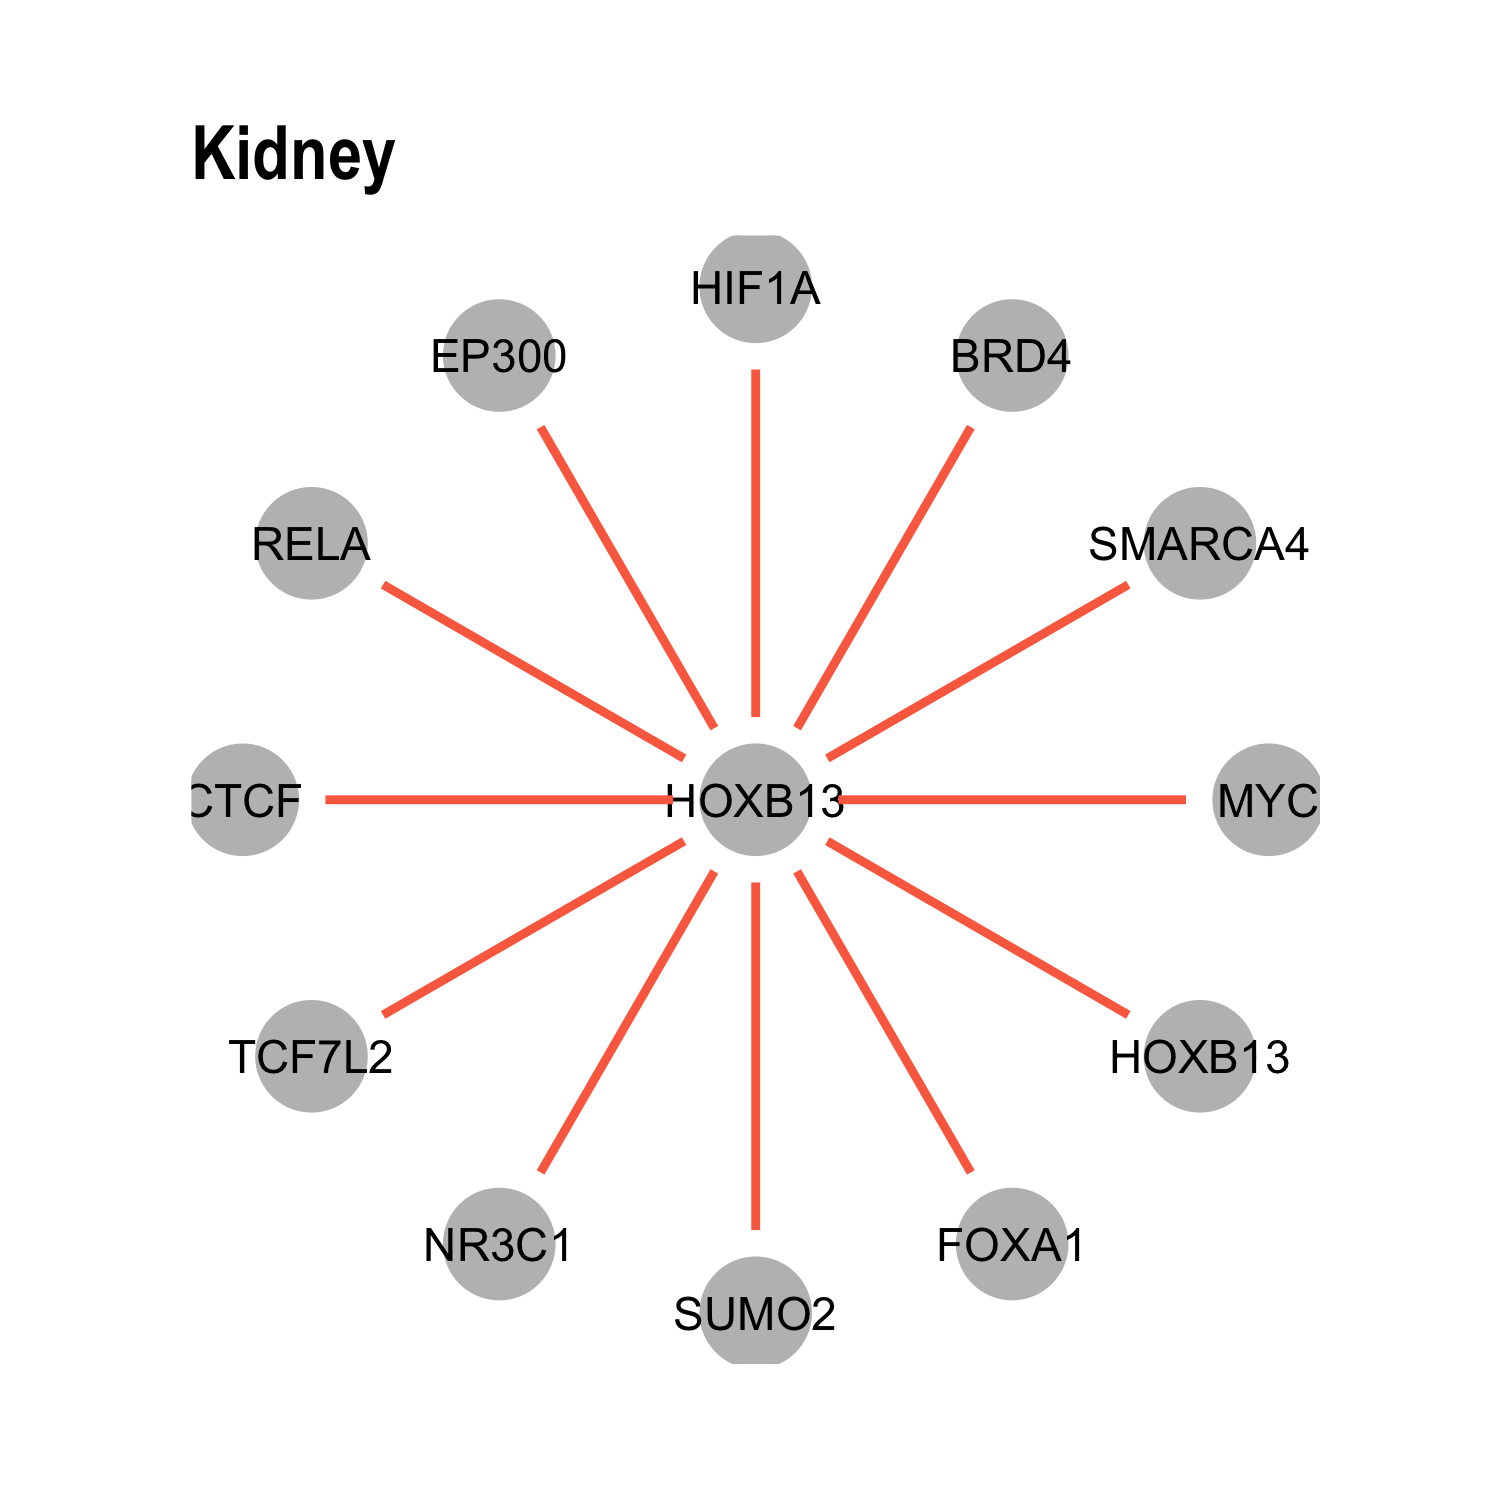 Kidney
HIF1A
EP300
BRD4
RELA
SMARCA4
CTCF
HOXB13
MYC
TCF7L2
HOXB13
NR3C1
FOXA1
SUMO2